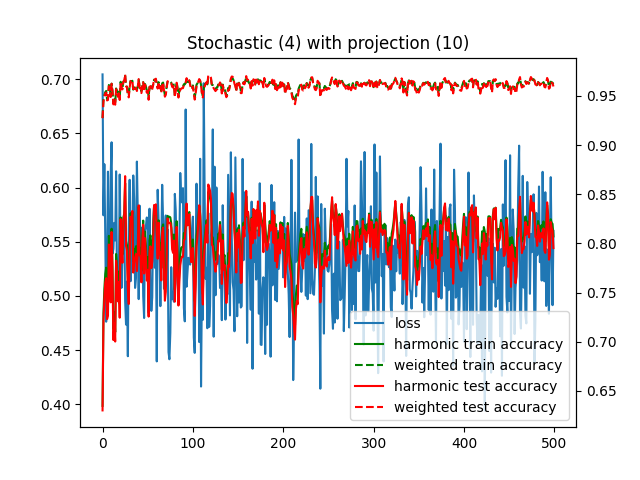 Stochastic (4) with projection (10)
0.70
0.65
0.60
0.55
0.50
0.45
0.40
0.95
0.90
0.85
0.80
0.75
0.70
0.65
loss
harmonic train accuracy
weighted train accuracy
harmonic test accuracy
weighted test accuracy
0 100 200 300 400 500